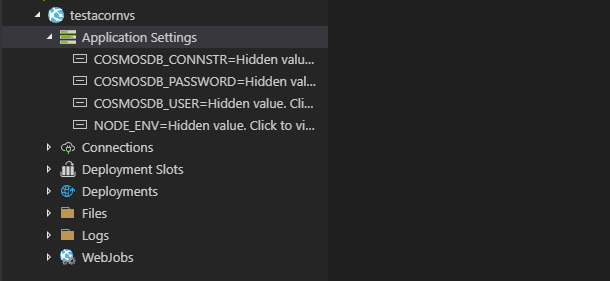 testacornvs
Application Settings
COSMOSDB_CONNSTR=Hidden valu...
COSMOSDB_PASSWORD=Hidden val...
COSMOSDB_USER=Hidden value. Cli...
NODE_ENV=Hidden value. Click to vi...
Connections
Deployment Slots
Deployments
Files
Logs
WebJobs